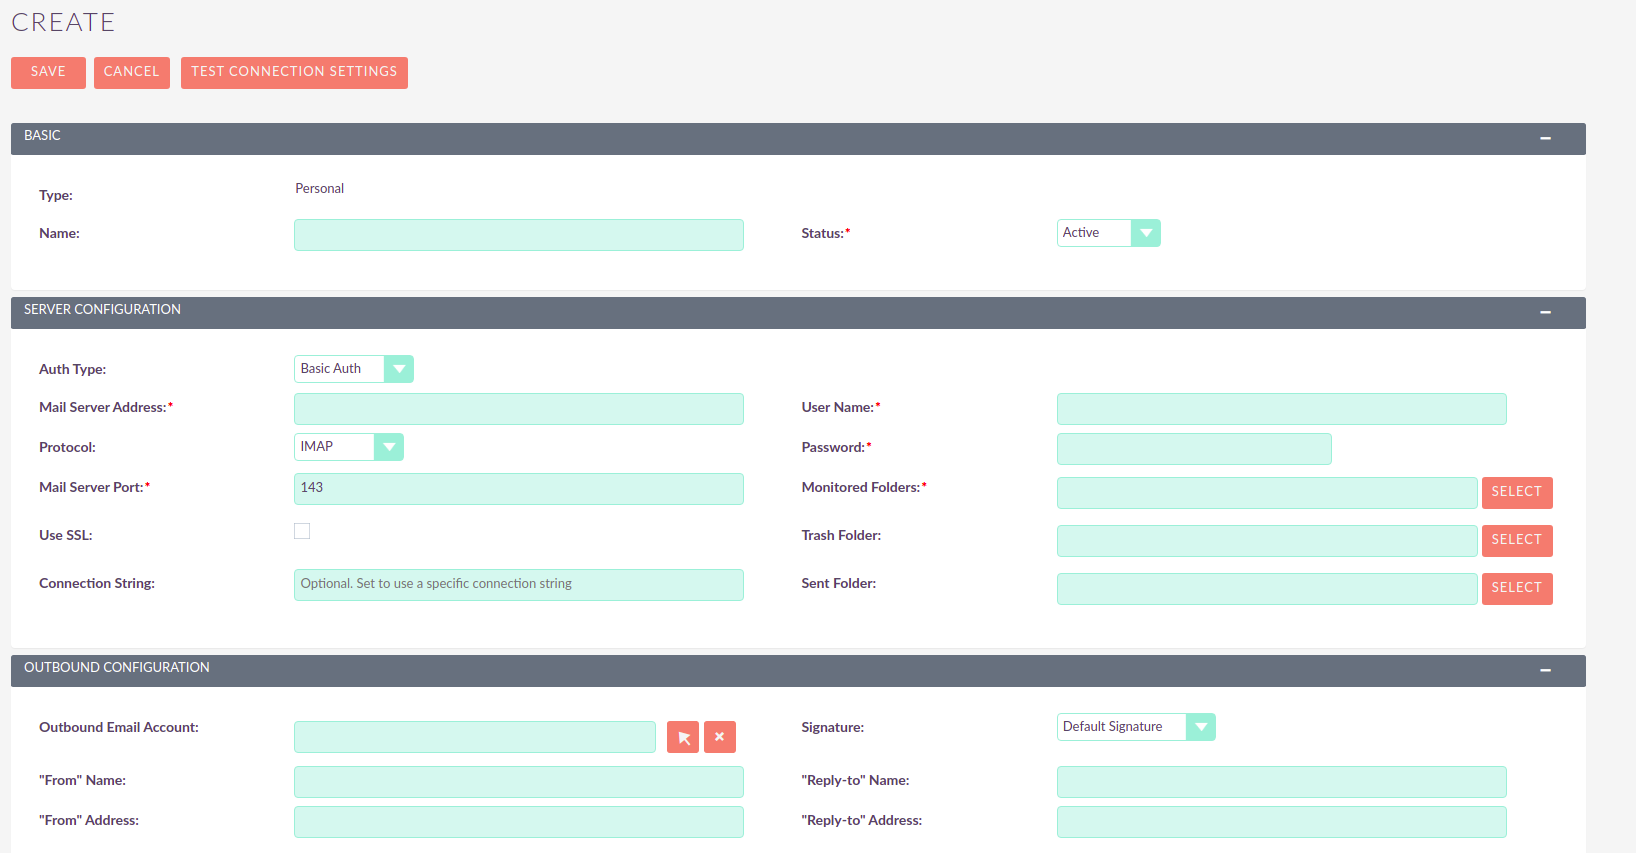 CREATE
SAVE CANCEL TEST CONNECTION SETTINGS
BASIC
Type: Personal
Name: Status:* Active
SERVER CONFIGURATION
Auth Type: Basic Auth
Mail Server Address:* User Name:*
Protocol: IMAP Password:*
Mail Server Port:* 143 Monitored Folders:* SELECT
Use SSL: Trash Folder: SELECT
Connection String: Optional. Set to use a specific connection string Sent Folder: SELECT
OUTBOUND CONFIGURATION
Outbound Email Account: Signature: Default Signature
"From" Name: "Reply-to" Name:
"From" Address: "Reply-to" Address: